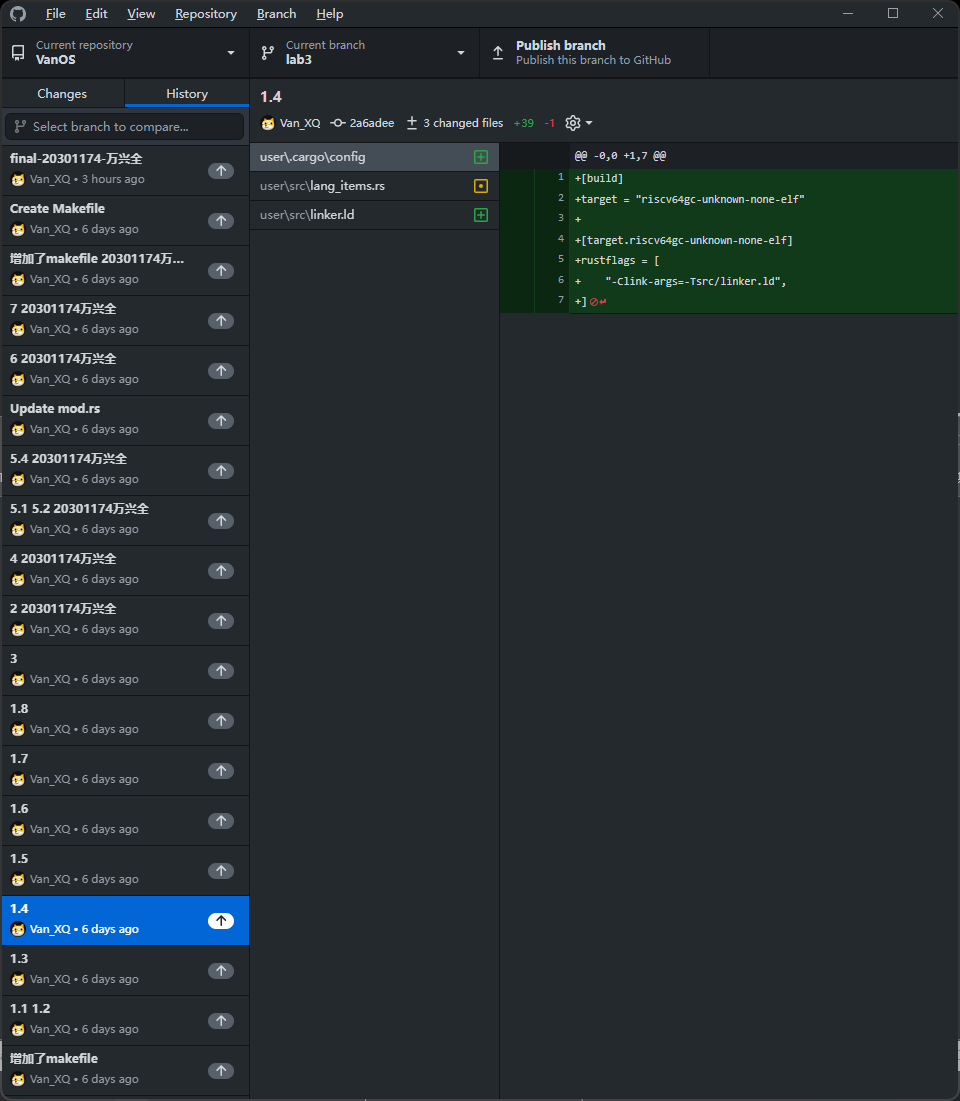 File Edit View Repository Branch Help
Current repository
VanOS
Current branch
lab3
Publish branch
Publish this branch to GitHub
Changes
History
Select branch to compare...
final-20301174-万兴全
Van_XQ • 3 hours ago
Create Makefile
Van_XQ • 6 days ago
增加了makefile 20301174万...
Van_XQ • 6 days ago
7 20301174万兴全
Van_XQ • 6 days ago
6 20301174万兴全
Van_XQ • 6 days ago
Update mod.rs
Van_XQ • 6 days ago
5.4 20301174万兴全
Van_XQ • 6 days ago
5.1 5.2 20301174万兴全
Van_XQ • 6 days ago
4 20301174万兴全
Van_XQ • 6 days ago
2 20301174万兴全
Van_XQ • 6 days ago
3
Van_XQ • 6 days ago
1.8
Van_XQ • 6 days ago
1.7
Van_XQ • 6 days ago
1.6
Van_XQ • 6 days ago
1.5
Van_XQ • 6 days ago
1.4
Van_XQ • 6 days ago
1.3
Van_XQ • 6 days ago
1.1 1.2
Van_XQ • 6 days ago
增加了makefile
Van_XQ • 6 days ago
1.4
Van_XQ 2a6adee 3 changed files +39 -1
user\.cargo\config
user\src\lang_items.rs
user\src\linker.ld
@@ -0,0 +1,7 @@
1 +[build]
2 +target = "riscv64gc-unknown-none-elf"
3 +
4 +[target.riscv64gc-unknown-none-elf]
5 +rustflags = [
6 +    "-Clink-args=-Tsrc/linker.ld",
7 +]